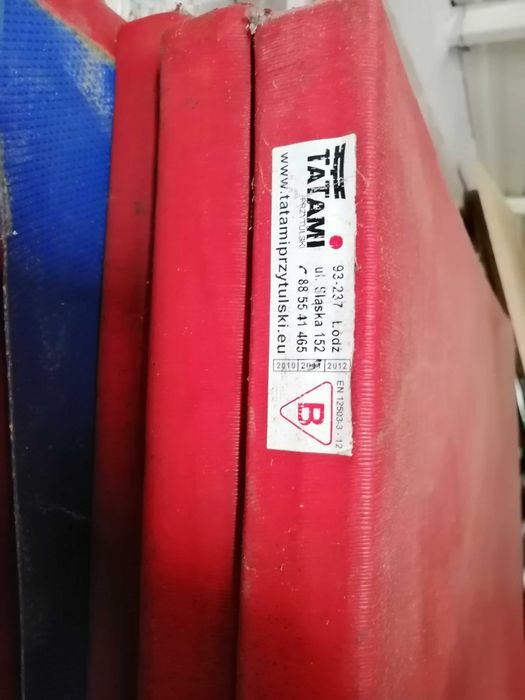 TATAMI
PRZYTULSKI
93-237 Łódź
ul. Śląska 152
88 55 41 465
www.tatamiprzytulski.eu
2010 2011 2012
B
EN 12503-3 - 12